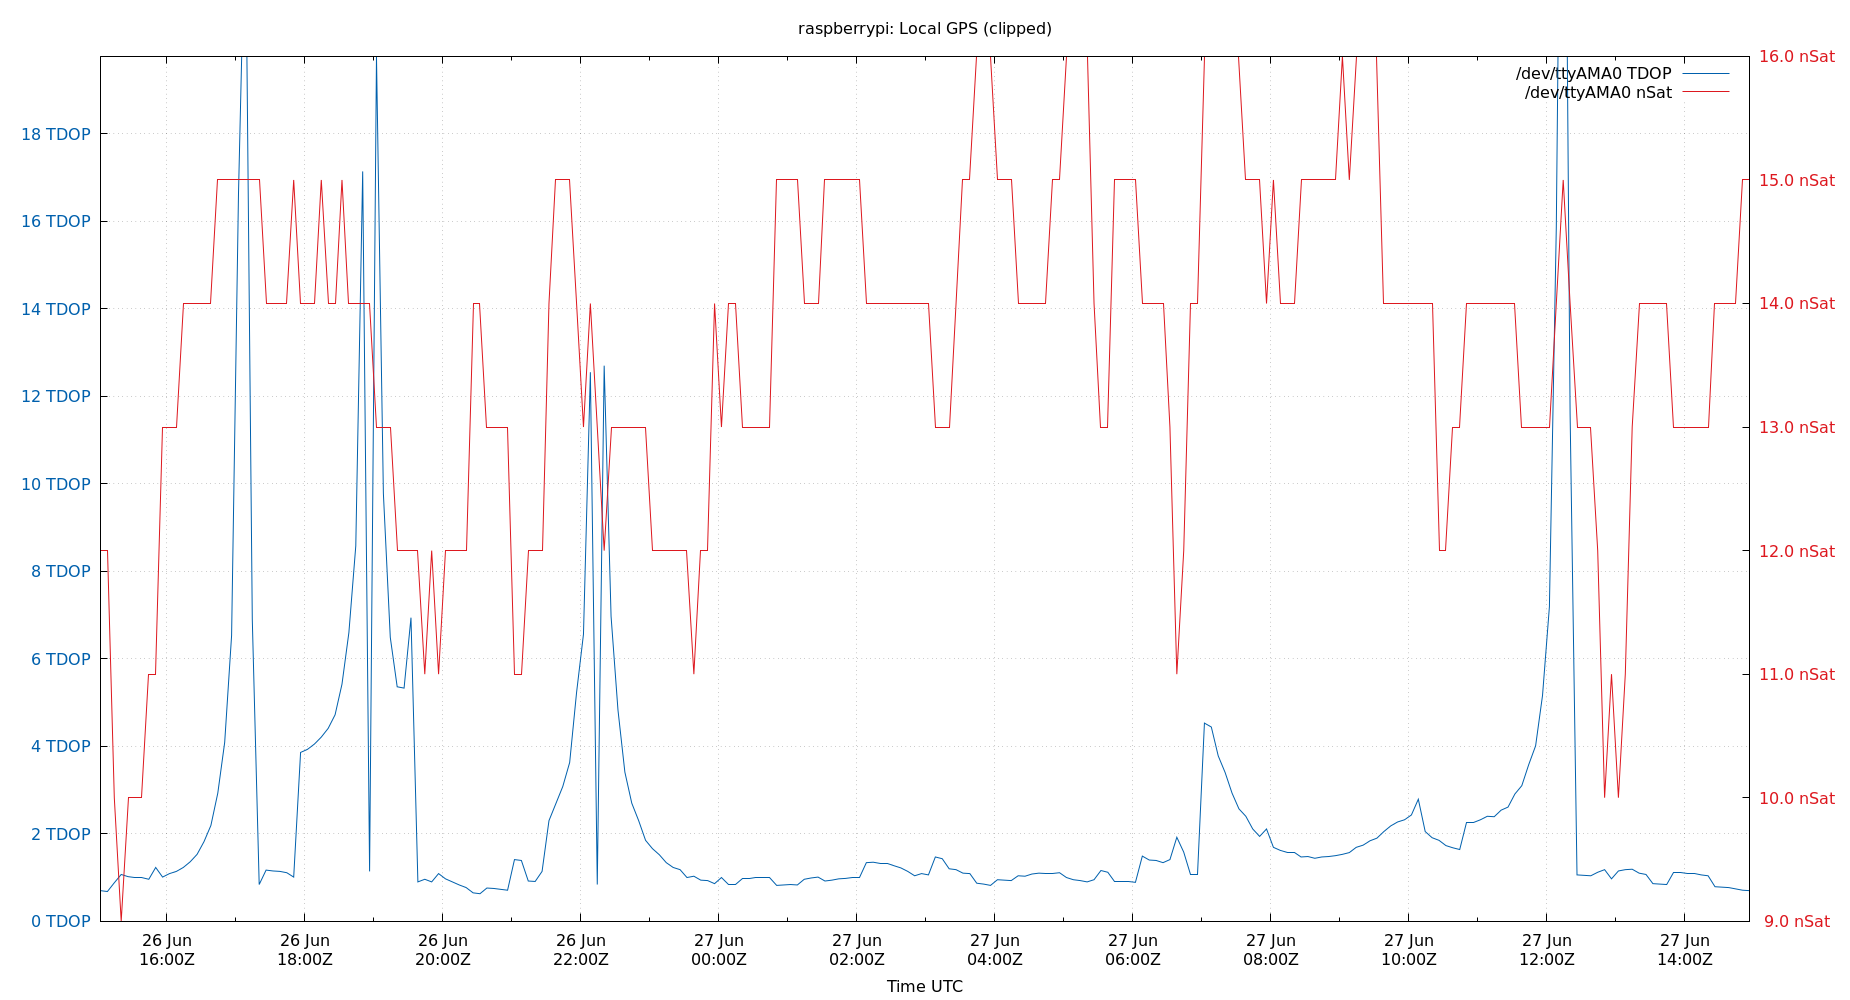 raspberrypi: Local GPS (clipped)
16.0 nSat
/dev/ttyAMA0 TDOP
/dev/ttyAMA0 nSat
18 TDOP
15.0 nSat
16 TDOP
14.0 nSat
14 TDOP
13.0 nSat
12 TDOP
10 TDOP
12.0 nSat
8 TDOP
11.0 nSat
6 TDOP
4 TDOP
10.0 nSat
2 TDOP
0 TDOP
9.0 nSat
26 Jun 26 Jun 26 Jun 26 Jun 27 Jun 27 Jun 27 Jun 27 Jun 27 Jun 27 Jun 27 Jun 27 Jun
16:00Z 18:00Z 20:00Z 22:00Z 00:00Z 02:00Z 04:00Z 06:00Z 08:00Z 10:00Z 12:00Z 14:00Z
Time UTC